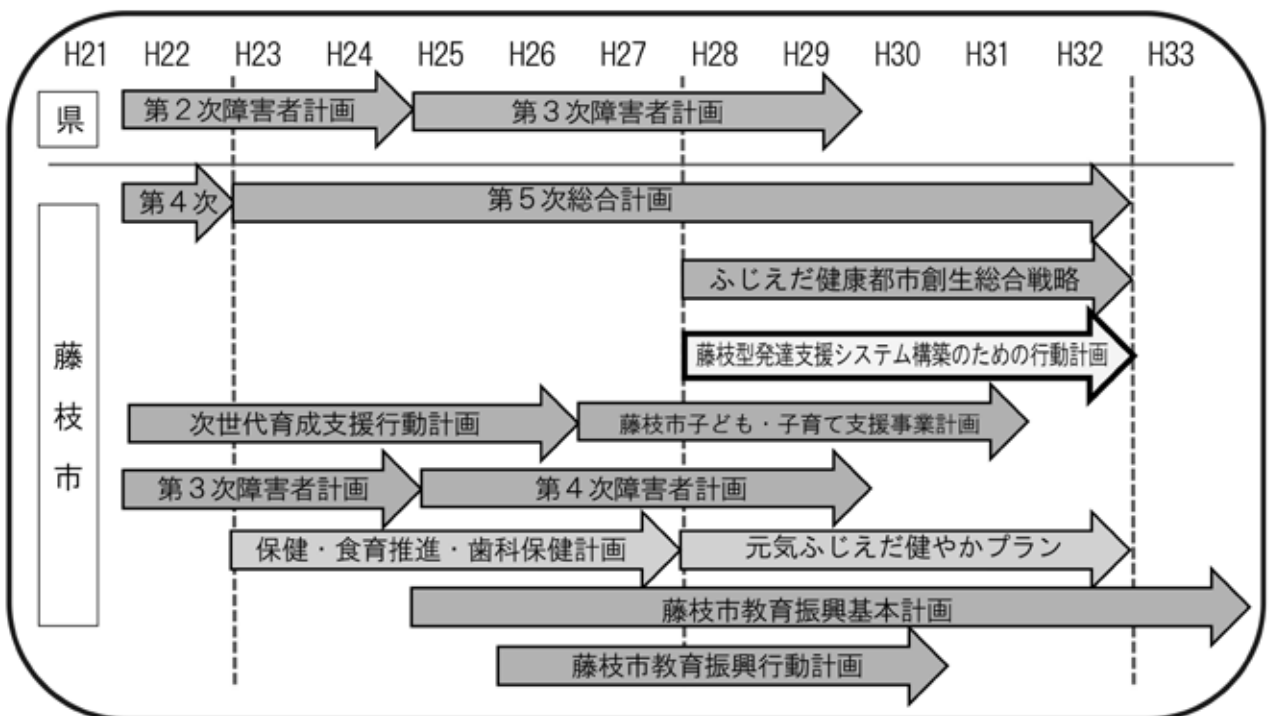 H21 H22 H23 H24 H25 H26 H27 H28 H29 H30 H31 H32 H33
県
第２次障害者計画 第３次障害者計画
藤枝市
第４次 第５次総合計画
ふじえだ健康都市創生総合戦略
藤枝型発達支援システム構築のための行動計画
次世代育成支援行動計画 藤枝市子ども・子育て支援事業計画
第３次障害者計画 第４次障害者計画
保健・食育推進・歯科保健計画 元気ふじえだ健やかプラン
藤枝市教育振興基本計画
藤枝市教育振興行動計画